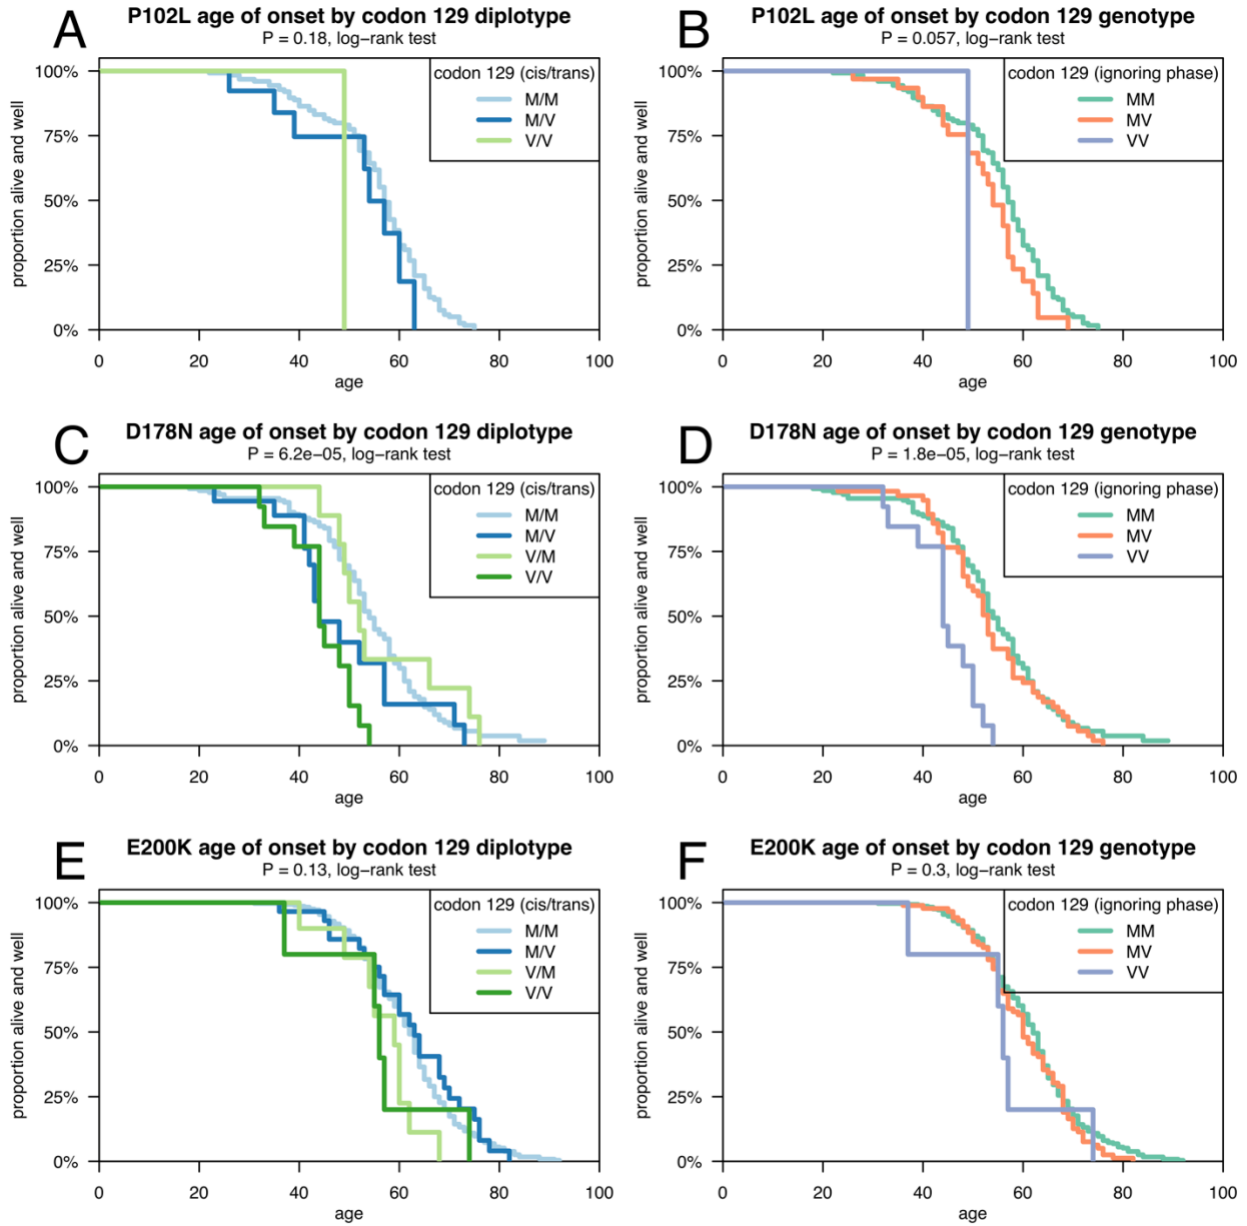 A
P102L age of onset by codon 129 diplotype
P = 0.18, log−rank test
proportion alive and well
100%
75%
50%
25%
0%
codon 129 (cis/trans)
M/M
M/V
V/V
0 20 40 60 80 100
age
B
P102L age of onset by codon 129 genotype
P = 0.057, log−rank test
proportion alive and well
100%
75%
50%
25%
0%
codon 129 (ignoring phase)
MM
MV
VV
0 20 40 60 80 100
age
C
D178N age of onset by codon 129 diplotype
P = 6.2e−05, log−rank test
proportion alive and well
100%
75%
50%
25%
0%
codon 129 (cis/trans)
M/M
M/V
V/M
V/V
0 20 40 60 80 100
age
D
D178N age of onset by codon 129 genotype
P = 1.8e−05, log−rank test
proportion alive and well
100%
75%
50%
25%
0%
codon 129 (ignoring phase)
MM
MV
VV
0 20 40 60 80 100
age
E
E200K age of onset by codon 129 diplotype
P = 0.13, log−rank test
proportion alive and well
100%
75%
50%
25%
0%
codon 129 (cis/trans)
M/M
M/V
V/M
V/V
0 20 40 60 80 100
age
F
E200K age of onset by codon 129 genotype
P = 0.3, log−rank test
proportion alive and well
100%
75%
50%
25%
0%
codon 129 (ignoring phase)
MM
MV
VV
0 20 40 60 80 100
age